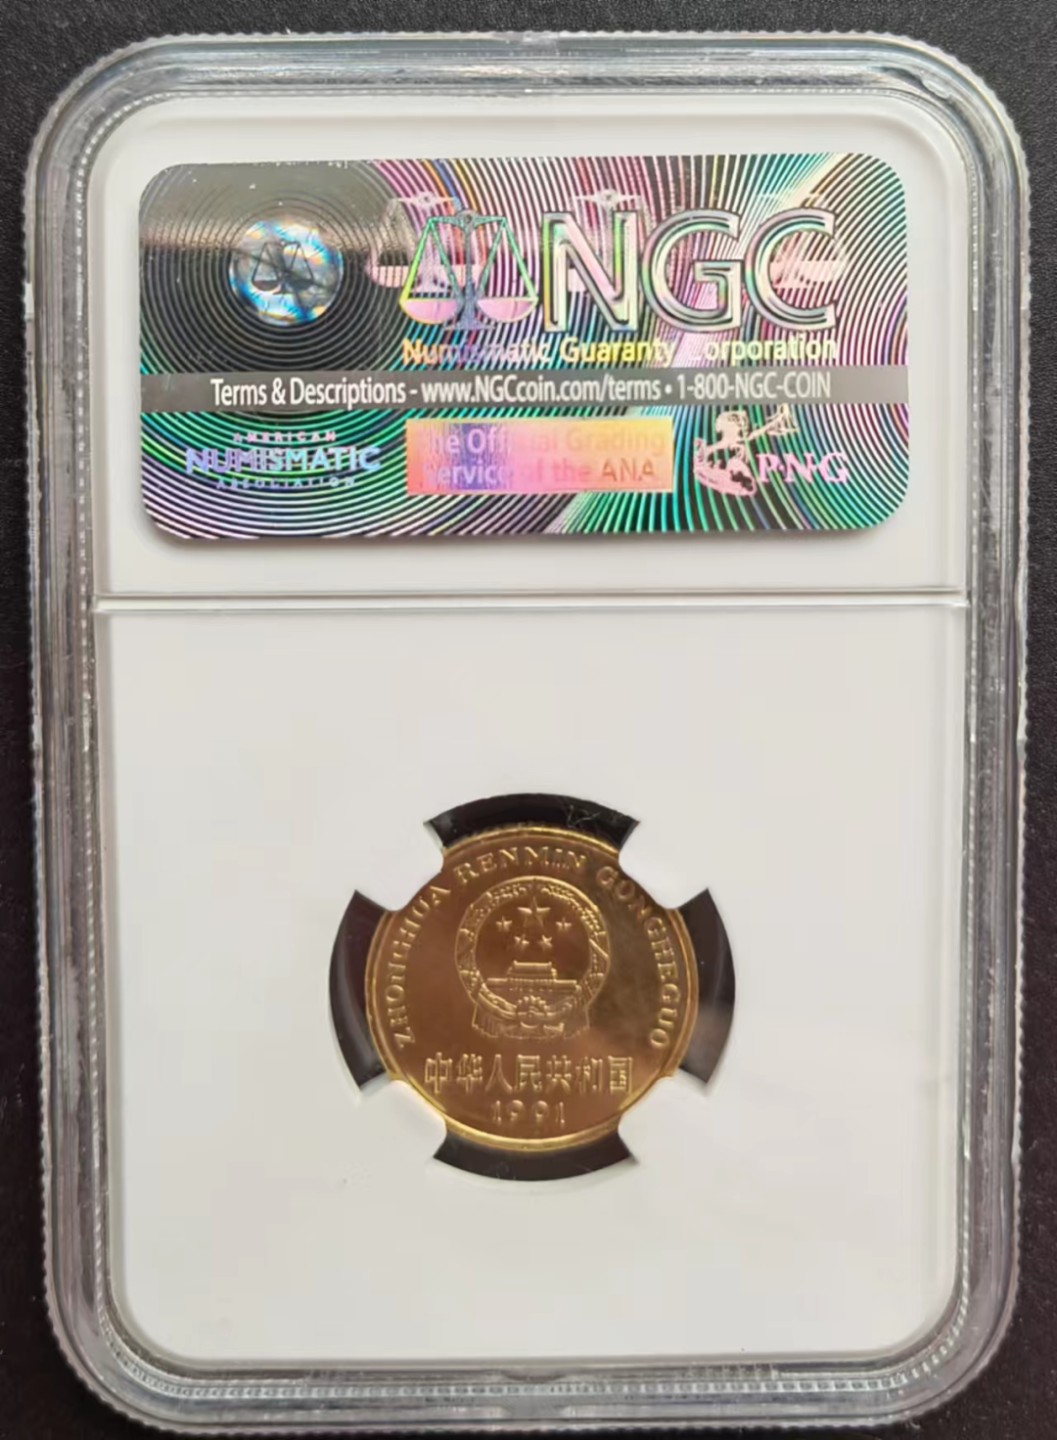 NGC
Numismatic Guaranty Corporation
Terms & Descriptions - www.NGCcoin.com/terms • 1-800-NGC-COIN
AMERICAN
NUMISMATIC
ASSOCIATION
The Official Grading
Service of the ANA
PNG
ZHONGHUA RENMIN GONGHEGUO
中华人民共和国
1991